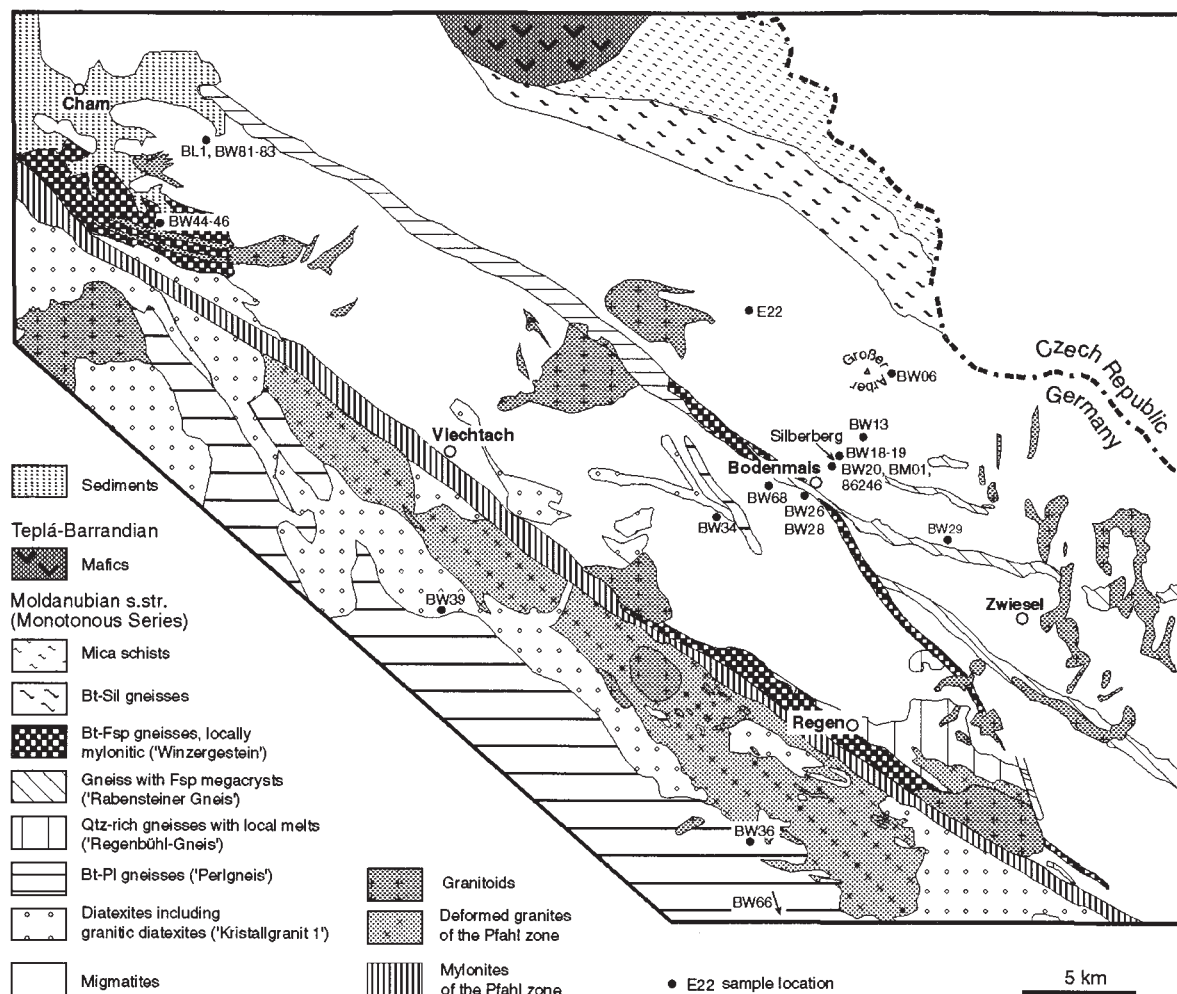 Cham
BL1, BW81-83
BW44-46
E22
Großer
Arber
BW06
Czech Republic
Germany
BW13
Silberberg
BW18-19
Bodenmais
BW20, BM01,
86246
Viechtach
BW68
BW26
BW28
BW34
BW29
BW39
Zwiesel
Regen
BW36
BW66
Sediments
Teplá-Barrandian
Mafics
Moldanubian s.str.
(Monotonous Series)
Mica schists
Bt-Sil gneisses
Bt-Fsp gneisses, locally
mylonitic ('Winzergestein')
Gneiss with Fsp megacrysts
('Rabensteiner Gneis')
Qtz-rich gneisses with local melts
('Regenbühl-Gneis')
Bt-Pl gneisses ('Perlgneis')
Diatexites including
granitic diatexites ('Kristallgranit 1')
Migmatites
Granitoids
Deformed granites
of the Pfahl zone
Mylonites
of the Pfahl zone
E22 sample location
5 km